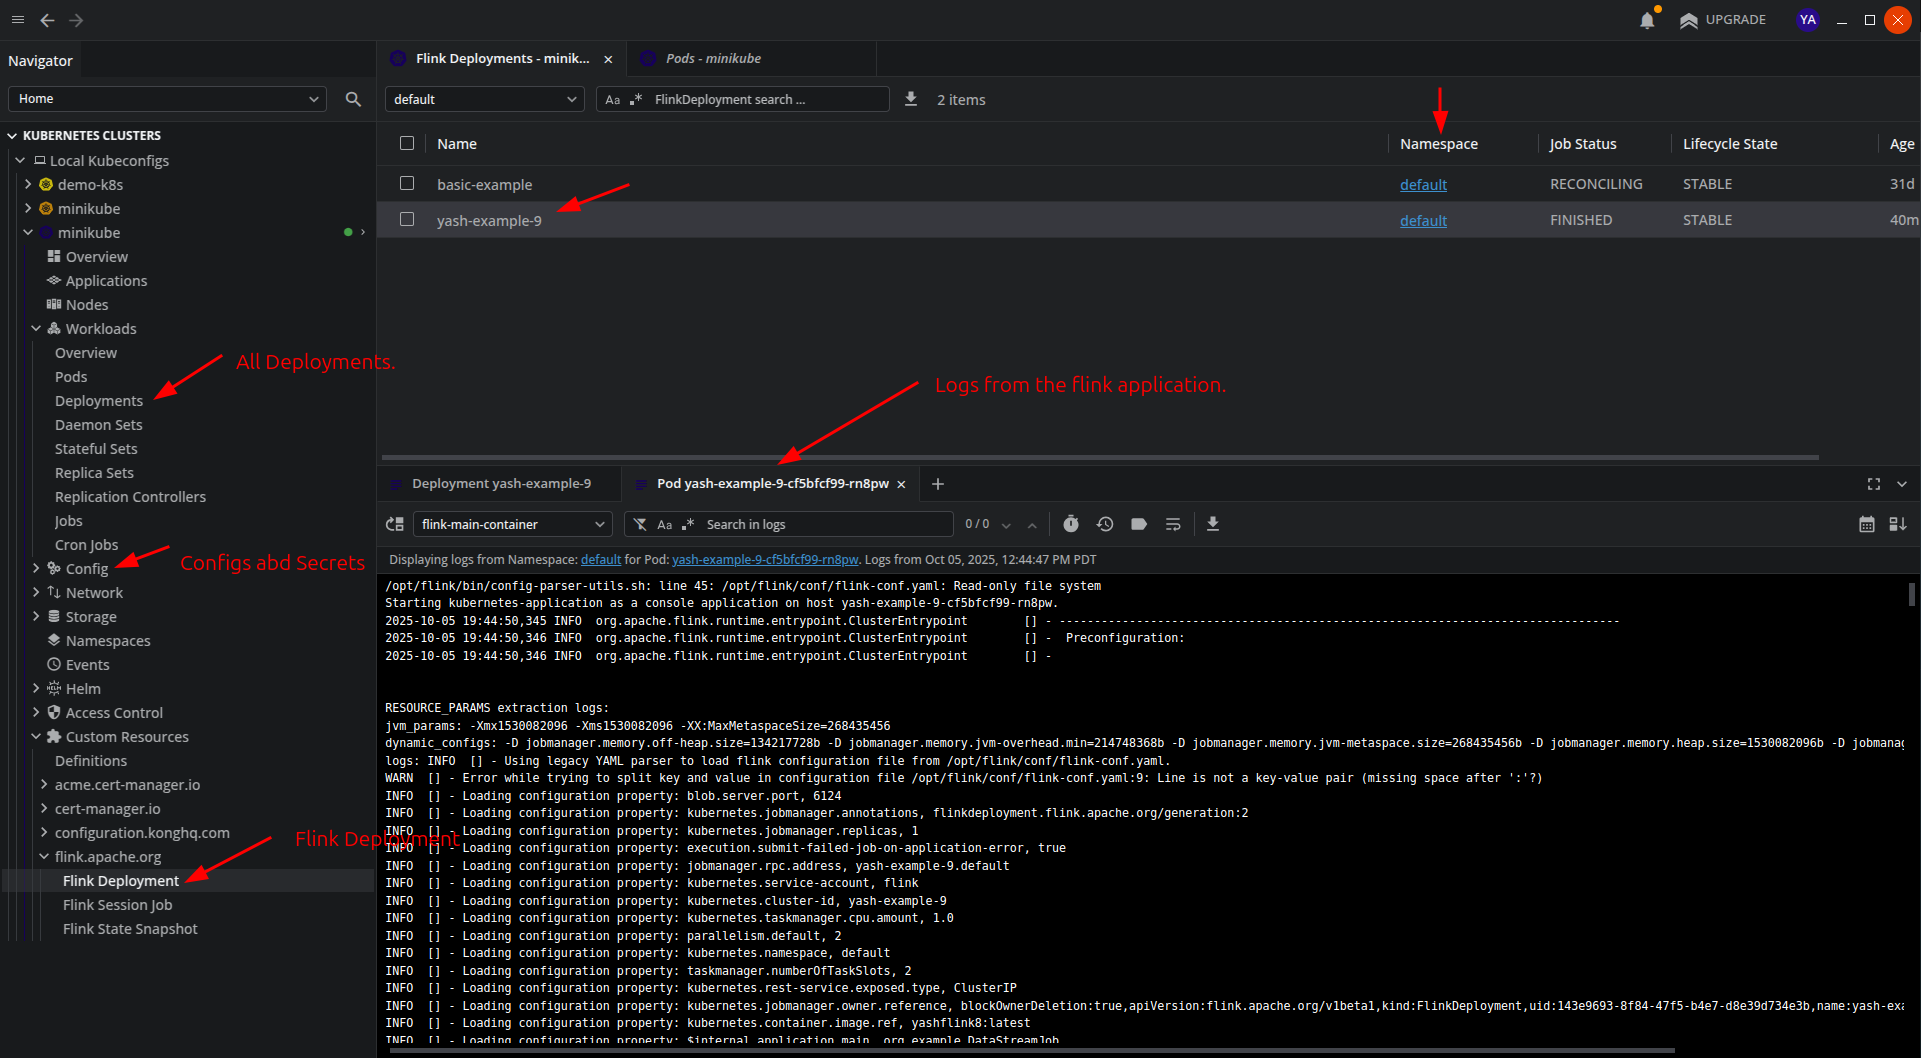 UPGRADE
YA
Navigator
Flink Deployments - minik...
Pods - minikube
Home
default
Aa .* FlinkDeployment search ...
2 items
KUBERNETES CLUSTERS
Local Kubeconfigs
demo-k8s
minikube
minikube
Overview
Applications
Nodes
Workloads
Overview
Pods
Deployments
Daemon Sets
Stateful Sets
Replica Sets
Replication Controllers
Jobs
Cron Jobs
Config
Network
Storage
Namespaces
Events
Helm
Access Control
Custom Resources
Definitions
acme.cert-manager.io
cert-manager.io
configuration.konghq.com
flink.apache.org
Flink Deployment
Flink Session Job
Flink State Snapshot
All Deployments.
Configs abd Secrets
Flink Deployment
Name Namespace Job Status Lifecycle State Age
basic-example default RECONCILING STABLE 31d
yash-example-9 default FINISHED STABLE 40m
Logs from the flink application.
Deployment yash-example-9
Pod yash-example-9-cf5bfcf99-rn8pw
flink-main-container
Aa .* Search in logs
0 / 0
Displaying logs from Namespace: default for Pod: yash-example-9-cf5bfcf99-rn8pw. Logs from Oct 05, 2025, 12:44:47 PM PDT
/opt/flink/bin/config-parser-utils.sh: line 45: /opt/flink/conf/flink-conf.yaml: Read-only file system
Starting kubernetes-application as a console application on host yash-example-9-cf5bfcf99-rn8pw.
2025-10-05 19:44:50,345 INFO  org.apache.flink.runtime.entrypoint.ClusterEntrypoint        [] - --------------------------------------------------------------------------------
2025-10-05 19:44:50,346 INFO  org.apache.flink.runtime.entrypoint.ClusterEntrypoint        [] -  Preconfiguration:
2025-10-05 19:44:50,346 INFO  org.apache.flink.runtime.entrypoint.ClusterEntrypoint        [] -
RESOURCE_PARAMS extraction logs:
jvm_params: -Xmx1530082096 -Xms1530082096 -XX:MaxMetaspaceSize=268435456
dynamic_configs: -D jobmanager.memory.off-heap.size=134217728b -D jobmanager.memory.jvm-overhead.min=214748368b -D jobmanager.memory.jvm-metaspace.size=268435456b -D jobmanager.memory.heap.size=1530082096b -D jobmanag
logs: INFO  [] - Using legacy YAML parser to load flink configuration file from /opt/flink/conf/flink-conf.yaml.
WARN  [] - Error while trying to split key and value in configuration file /opt/flink/conf/flink-conf.yaml:9: Line is not a key-value pair (missing space after ':'?)
INFO  [] - Loading configuration property: blob.server.port, 6124
INFO  [] - Loading configuration property: kubernetes.jobmanager.annotations, flinkdeployment.flink.apache.org/generation:2
INFO  [] - Loading configuration property: kubernetes.jobmanager.replicas, 1
INFO  [] - Loading configuration property: execution.submit-failed-job-on-application-error, true
INFO  [] - Loading configuration property: jobmanager.rpc.address, yash-example-9.default
INFO  [] - Loading configuration property: kubernetes.service-account, flink
INFO  [] - Loading configuration property: kubernetes.cluster-id, yash-example-9
INFO  [] - Loading configuration property: kubernetes.taskmanager.cpu.amount, 1.0
INFO  [] - Loading configuration property: parallelism.default, 2
INFO  [] - Loading configuration property: kubernetes.namespace, default
INFO  [] - Loading configuration property: taskmanager.numberOfTaskSlots, 2
INFO  [] - Loading configuration property: kubernetes.rest-service.exposed.type, ClusterIP
INFO  [] - Loading configuration property: kubernetes.jobmanager.owner.reference, blockOwnerDeletion:true,apiVersion:flink.apache.org/v1beta1,kind:FlinkDeployment,uid:143e9693-8f84-47f5-b4e7-d8e39d734e3b,name:yash-exa
INFO  [] - Loading configuration property: kubernetes.container.image.ref, yashflink8:latest
INFO  [] - Loading configuration property: $internal.application.main, org.example.DataStreamJob